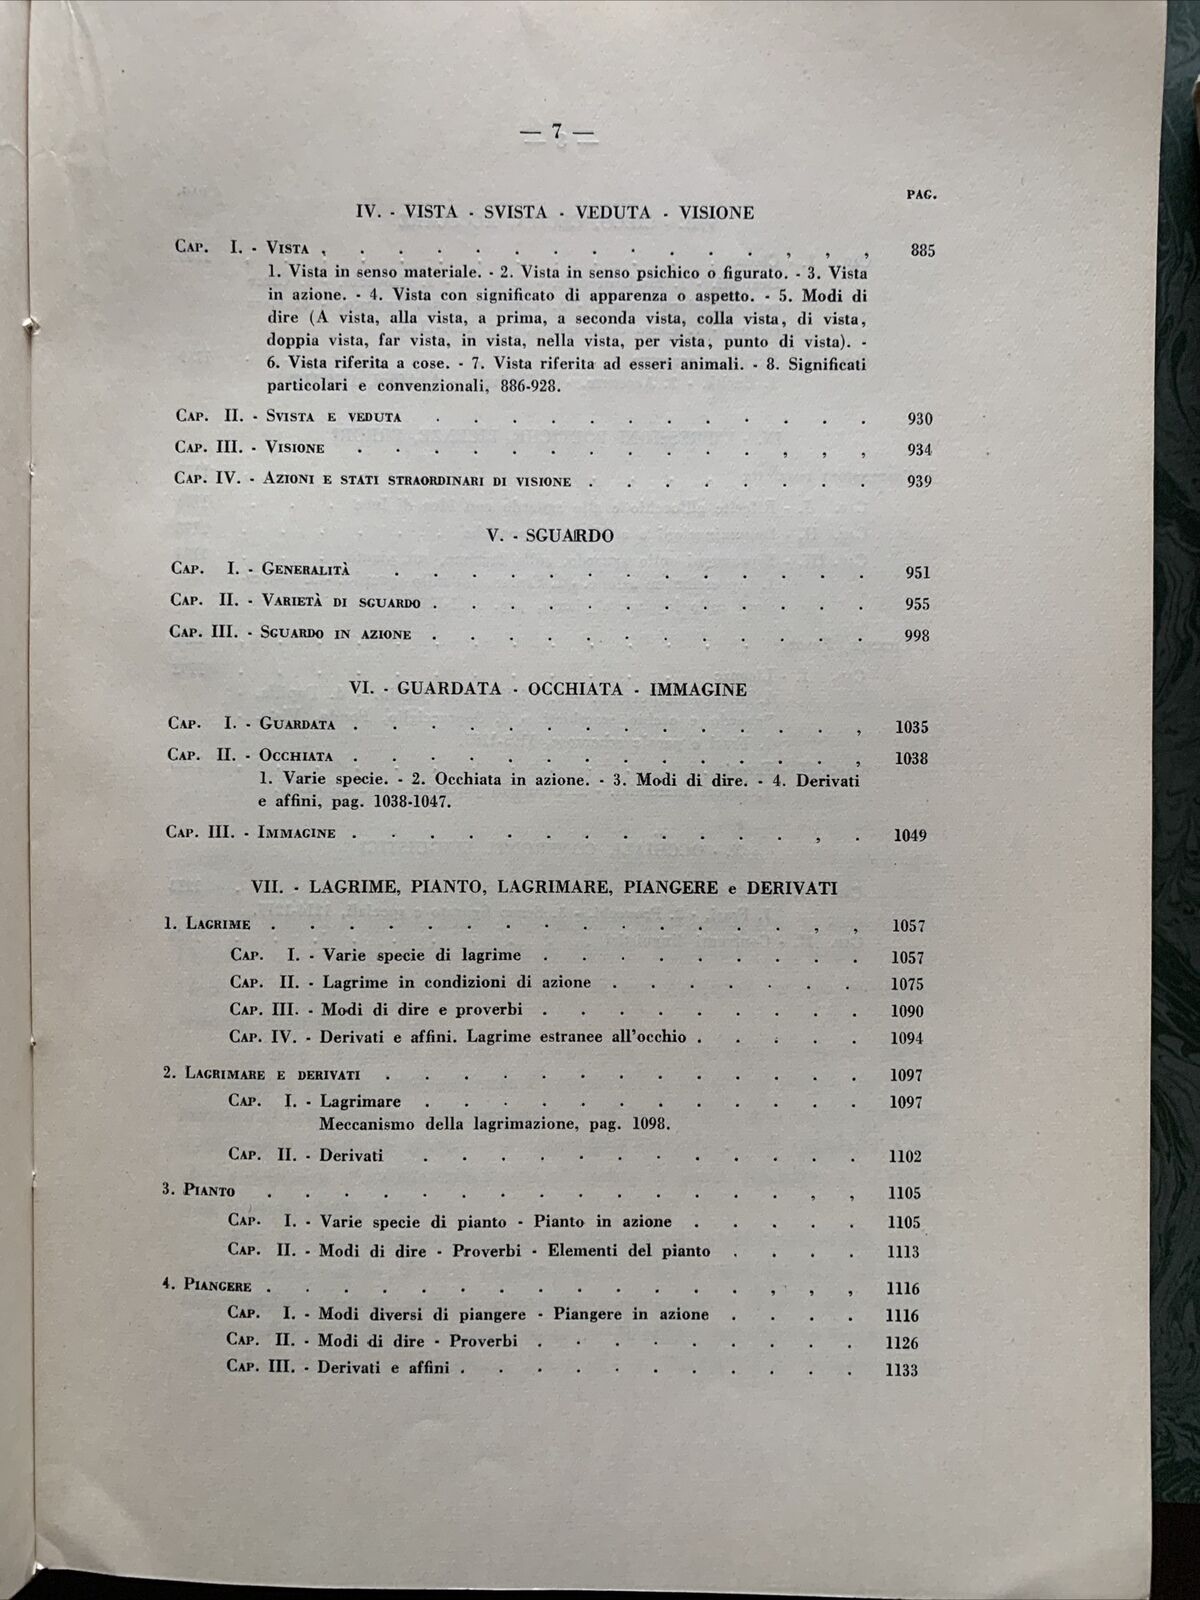 — 7 —
PAG.
IV. - VISTA - SVISTA - VEDUTA - VISIONE
CAP. I. - VISTA . . . . . . . . . . . . , , , 885
1. Vista in senso materiale. - 2. Vista in senso psichico o figurato. - 3. Vista
in azione. - 4. Vista con significato di apparenza o aspetto. - 5. Modi di
dire (A vista, alla vista, a prima, a seconda vista, colla vista, di vista,
doppia vista, far vista, in vista, nella vista, per vista, punto di vista). -
6. Vista riferita a cose. - 7. Vista riferita ad esseri animali. - 8. Significati
particolari e convenzionali, 886-928.
CAP. II. - SVISTA E VEDUTA . . . . . . . . . . . . 930
CAP. III. - VISIONE . . . . . . . . . . . , , , 934
CAP. IV. - AZIONI E STATI STRAORDINARI DI VISIONE . . . . . . . . 939
V. - SGUARDO
CAP. I. - GENERALITÀ . . . . . . . . . . . . . 951
CAP. II. - VARIETÀ DI SGUARDO . . . . . . . . . . . . 955
CAP. III. - SGUARDO IN AZIONE . . . . . . . . . . . . 998
VI. - GUARDATA - OCCHIATA - IMMAGINE
CAP. I. - GUARDATA . . . . . . . . . . . . . , 1035
CAP. II. - OCCHIATA . . . . . . . . . . . . . , 1038
1. Varie specie. - 2. Occhiata in azione. - 3. Modi di dire. - 4. Derivati
e affini, pag. 1038-1047.
CAP. III. - IMMAGINE . . . . . . . . . . . . , . 1049
VII. - LAGRIME, PIANTO, LAGRIMARE, PIANGERE e DERIVATI
1. LAGRIME . . . . . . . . . . . . . . , , 1057
CAP. I. - Varie specie di lagrime . . . . . . . . . 1057
CAP. II. - Lagrime in condizioni di azione . . . . . . . 1075
CAP. III. - Modi di dire e proverbi . . . . . . . . . 1090
CAP. IV. - Derivati e affini. Lagrime estranee all'occhio . . . . . 1094
2. LAGRIMARE E DERIVATI . . . . . . . . . . . . . 1097
CAP. I. - Lagrimare . . . . . . . . . . . . 1097
Meccanismo della lagrimazione, pag. 1098.
CAP. II. - Derivati . . . . . . . . . . . . 1102
3. PIANTO . . . . . . . . . . . . . . , , 1105
CAP. I. - Varie specie di pianto - Pianto in azione . . . . . 1105
CAP. II. - Modi di dire - Proverbi - Elementi del pianto . . . . 1113
4. PIANGERE . . . . . . . . . . . . . , , , 1116
CAP. I. - Modi diversi di piangere - Piangere in azione . . . . 1116
CAP. II. - Modi di dire - Proverbi . . . . . . . . . 1126
CAP. III. - Derivati e affini . . . . . . . . . . . 1133